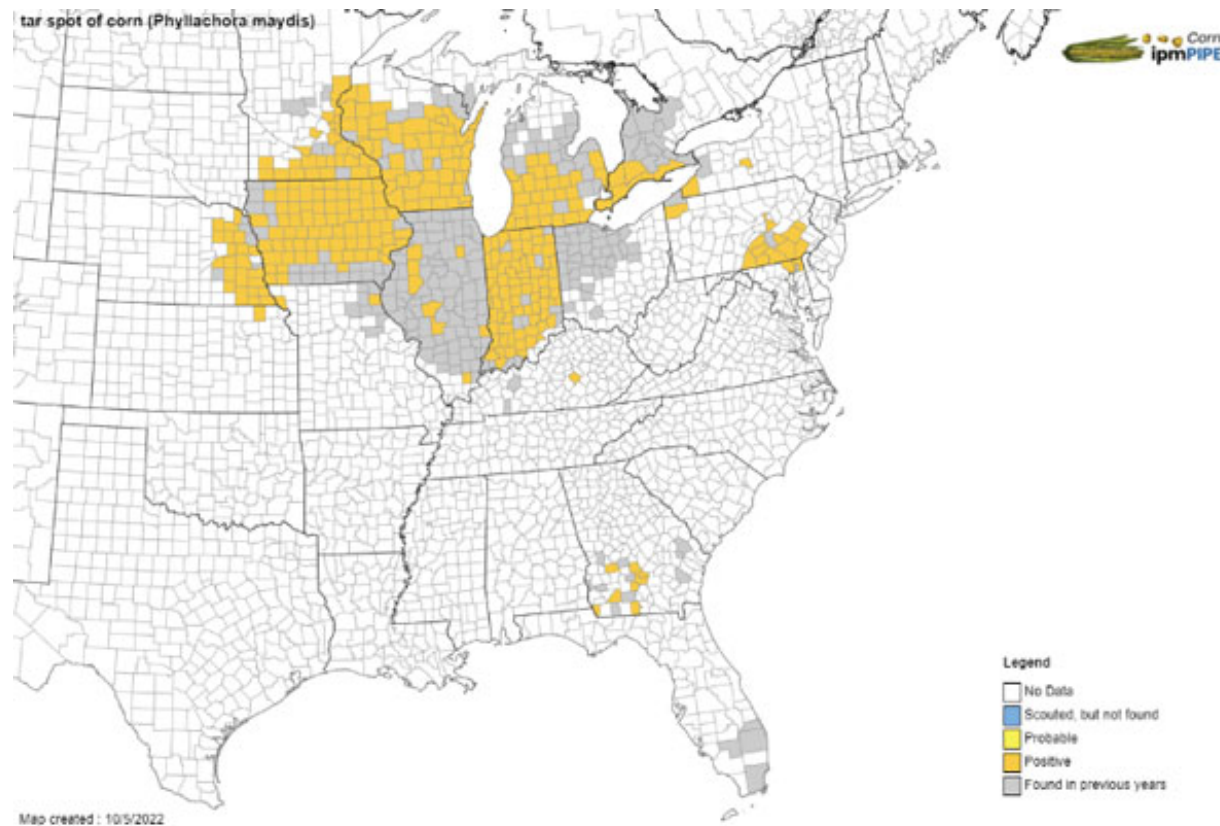 tar spot of corn (Phyllachora maydis)
Corn
ipmPIPE
Legend
No Data
Scouted, but not found
Probable
Positive
Found in previous years
Map created : 10/5/2022